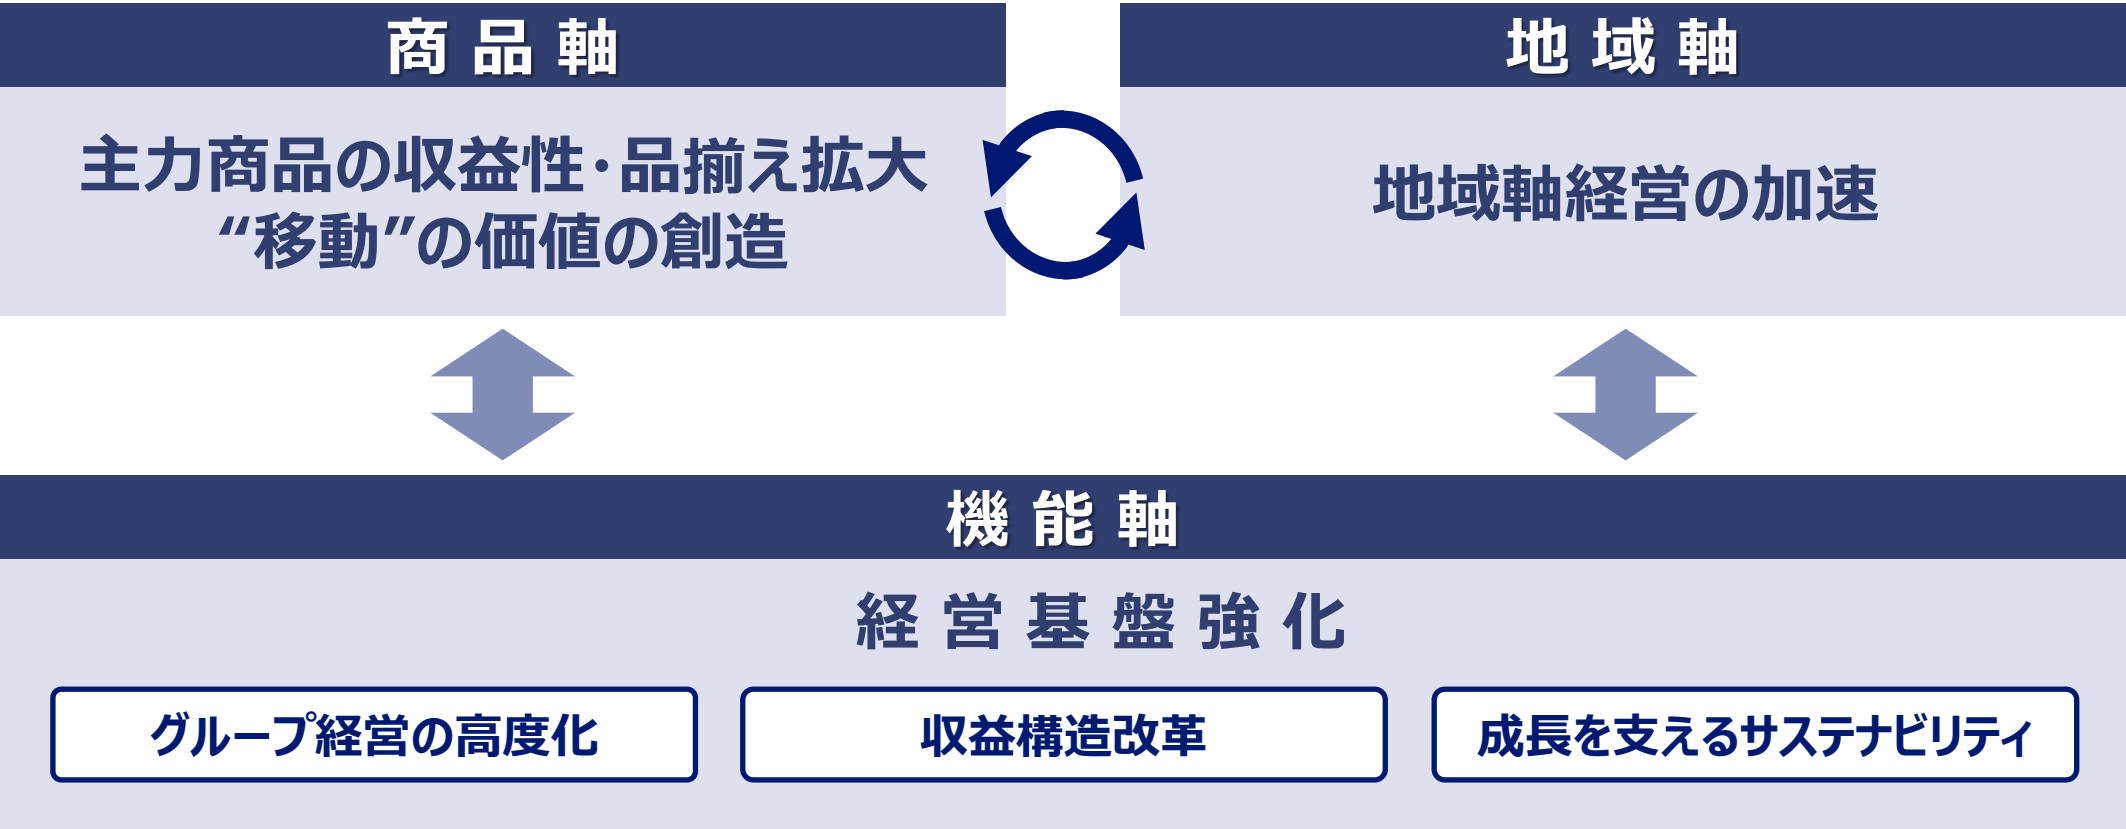 商品軸
主力商品の収益性・品揃え拡大
“移動”の価値の創造
地域軸
地域軸経営の加速
機能軸
経営基盤強化
グループ経営の高度化
収益構造改革
成長を支えるサステナビリティ